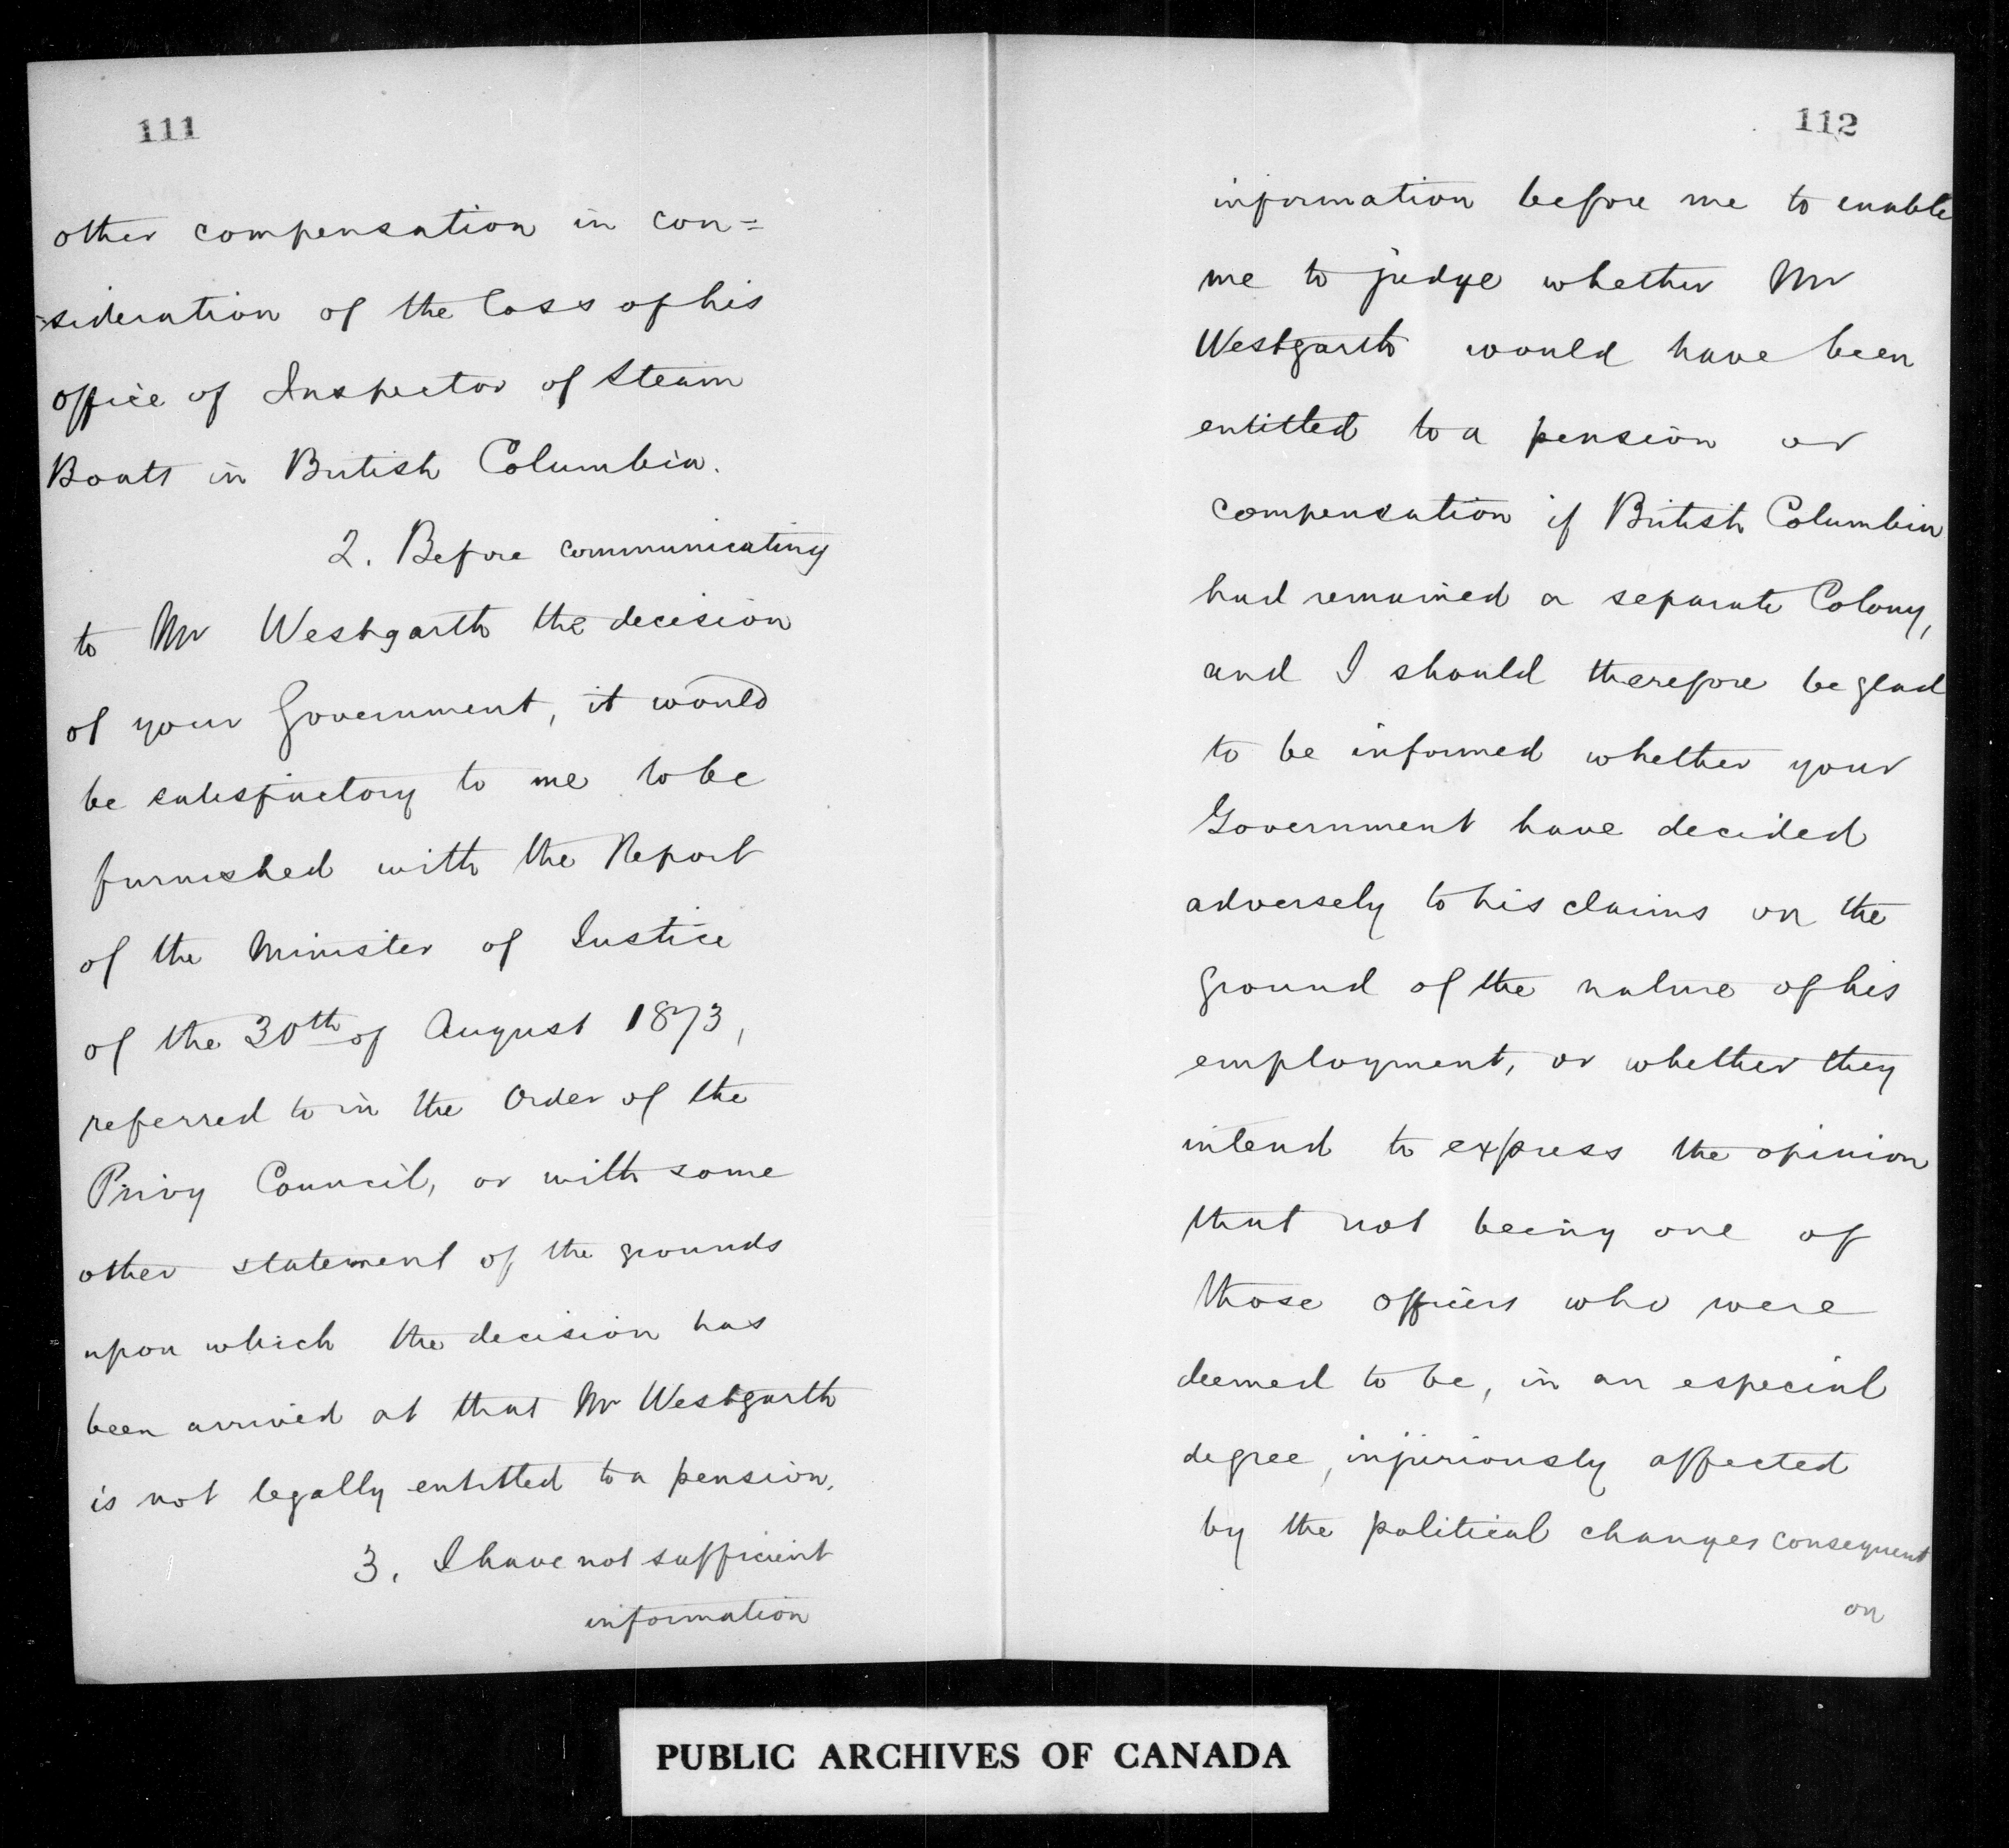 111
other compensation in con=
=sideration of the loss of his
office of Inspector of Steam
Boats in British Columbia.
2. Before communicating
to Mr Westgarth the decision
of your Government, it would
be satisfactory to me to be
furnished with the Report
of the Minister of Justice
of the 30th of August 1873,
referred to in the Order of the
Privy Council, or with some
other statement of the grounds
upon which the decision has
been arrived at that Mr Westgarth
is not legally entitled to a pension.
3. I have not sufficient
information
112
information before me to enable
me to judge whether Mr
Westgarth would have been
entitled to a pension or
compensation if British Columbia
had remained a separate Colony,
and I should therefore be glad
to be informed whether your
Government have decided
adversely to his claims on the
ground of the nature of his
employment, or whether they
intend to express the opinion
that not being one of
those officers who were
deemed to be, in an especial
degree, injuriously affected
by the political changes consequent
on
PUBLIC ARCHIVES OF CANADA